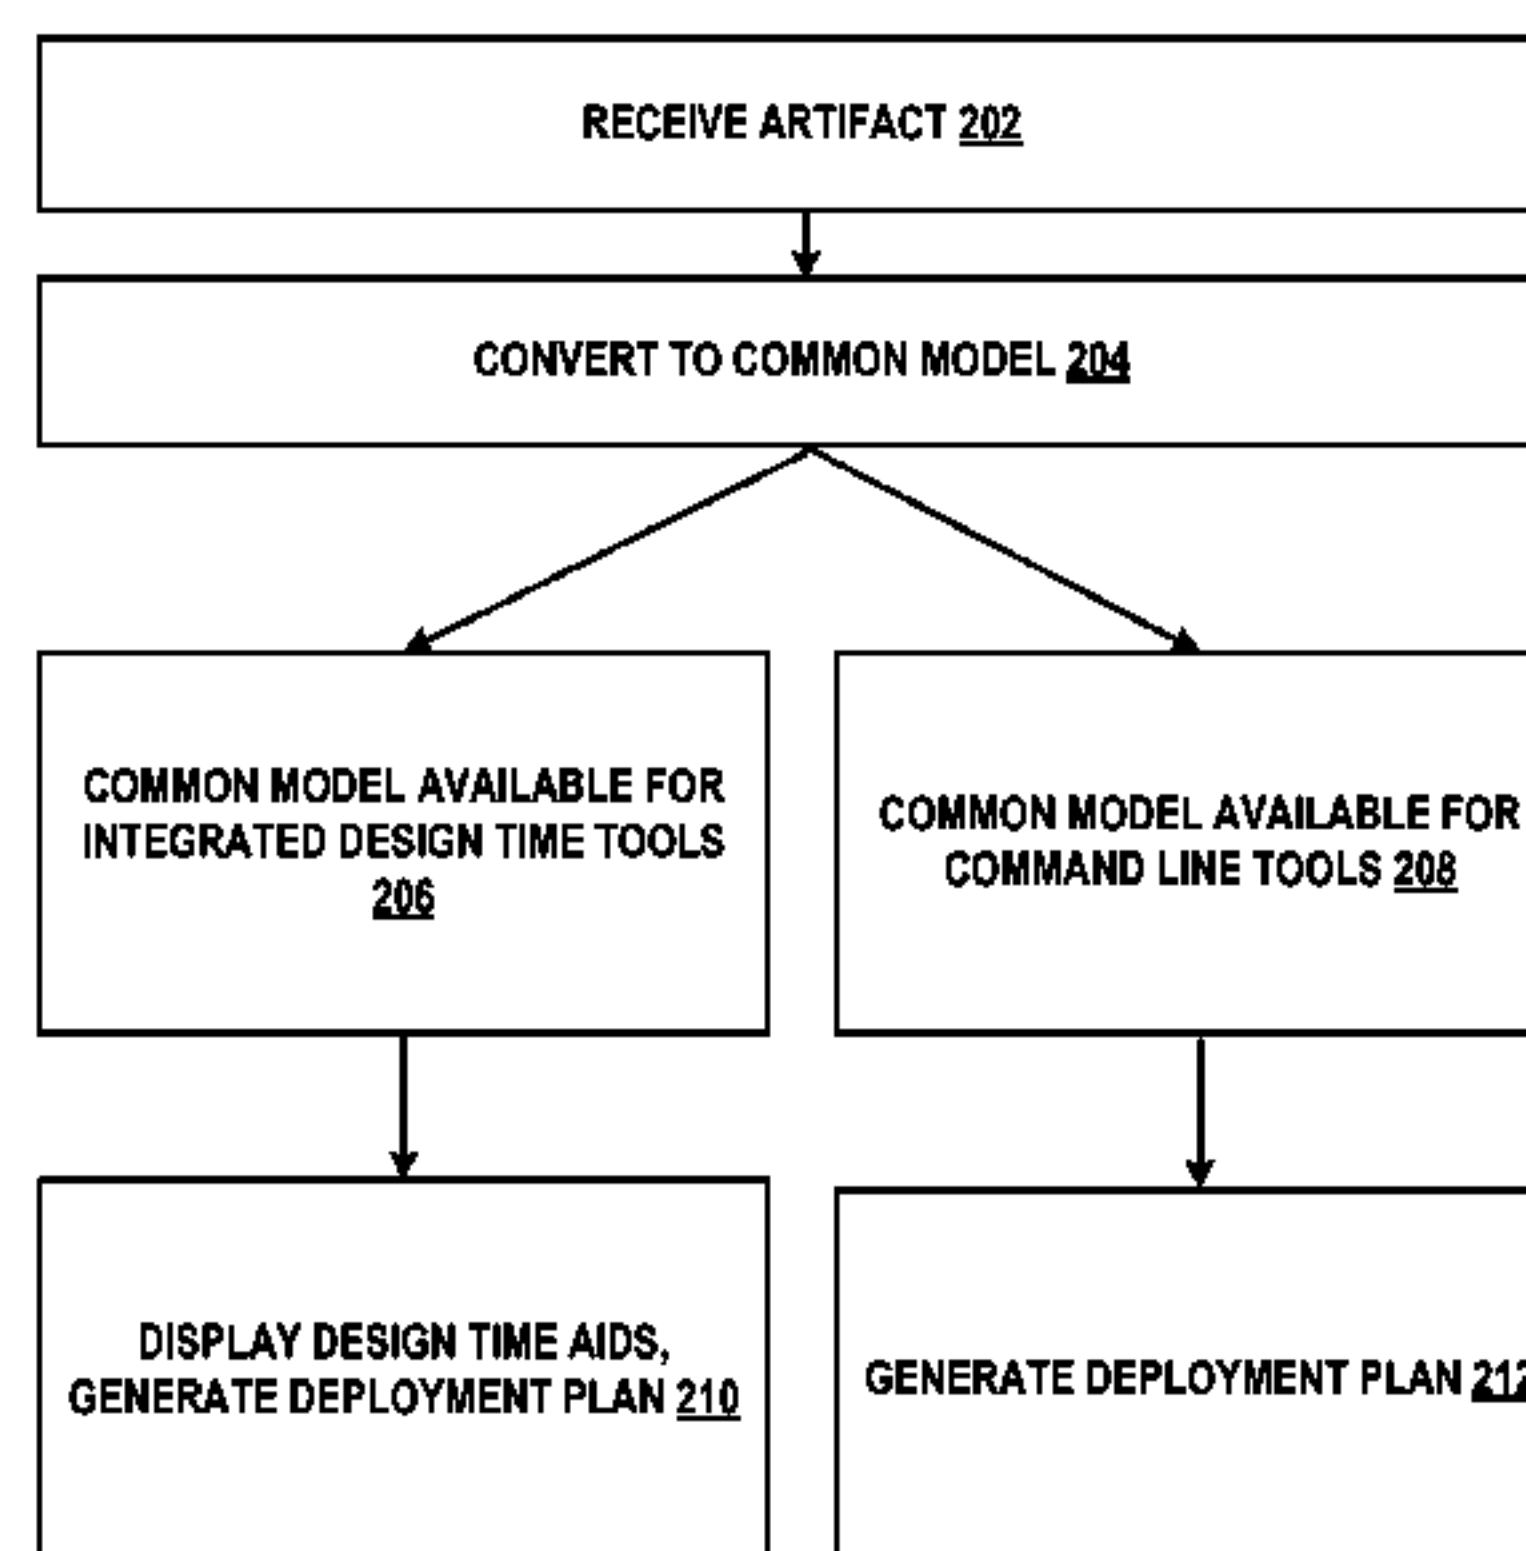 RECEIVE ARTIFACT 202
CONVERT TO COMMON MODEL 204
COMMON MODEL AVAILABLE FOR
INTEGRATED DESIGN TIME TOOLS
206
COMMON MODEL AVAILABLE FOR
COMMAND LINE TOOLS 208
DISPLAY DESIGN TIME AIDS,
GENERATE DEPLOYMENT PLAN 210
GENERATE DEPLOYMENT PLAN 212